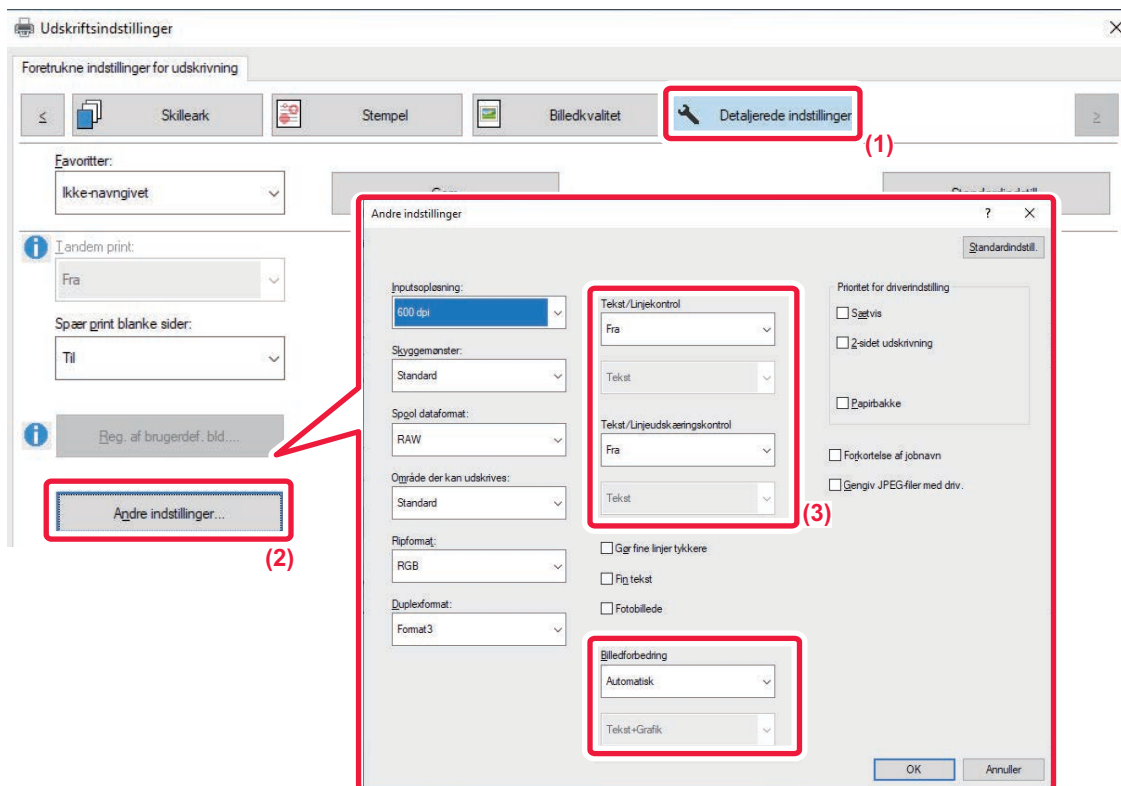 Udskriftsindstillinger
Foretrukne indstillinger for udskrivning
≤
Skilleark
Stempel
Billedkvalitet
Detaljerede indstillinger
≥
(1)
Favoritter:
Ikke-navngivet
Tandem print:
Fra
Spær print blanke sider:
Til
Reg. af brugerdef. bld....
Andre indstillinger...
(2)
Andre indstillinger
?
Standardindstill.
Inputsopløsning:
600 dpi
Skyggemønster:
Standard
Spool dataformat:
RAW
Område der kan udskrives:
Standard
Ripformat:
RGB
Duplexformat:
Format3
Tekst/Linjekontrol
Fra
Tekst
Tekst/Linjeudskæringskontrol
Fra
Tekst
(3)
Gør fine linjer tykkere
Fin tekst
Fotobillede
Billedforbedring
Automatisk
Tekst+Grafik
Prioritet for driverindstilling
Sætvis
2-sidet udskrivning
Papirbakke
Forkortelse af jobnavn
Gengiv JPEG-filer med driv.
OK
Annuller